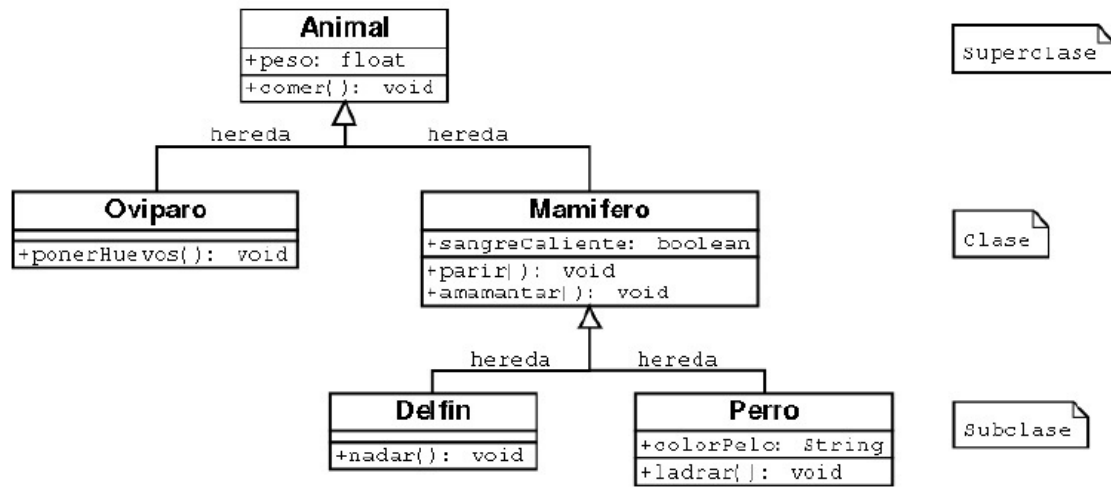 Animal
+peso: float
+comer(): void
Superclase
hereda
hereda
Oviparo
+ponerHuevos(): void
Mamifero
+sangreCaliente: boolean
+parir(): void
+amamantar(): void
Clase
hereda
hereda
Delfin
+nadar(): void
Perro
+colorPelo: String
+ladrar(): void
Subclase